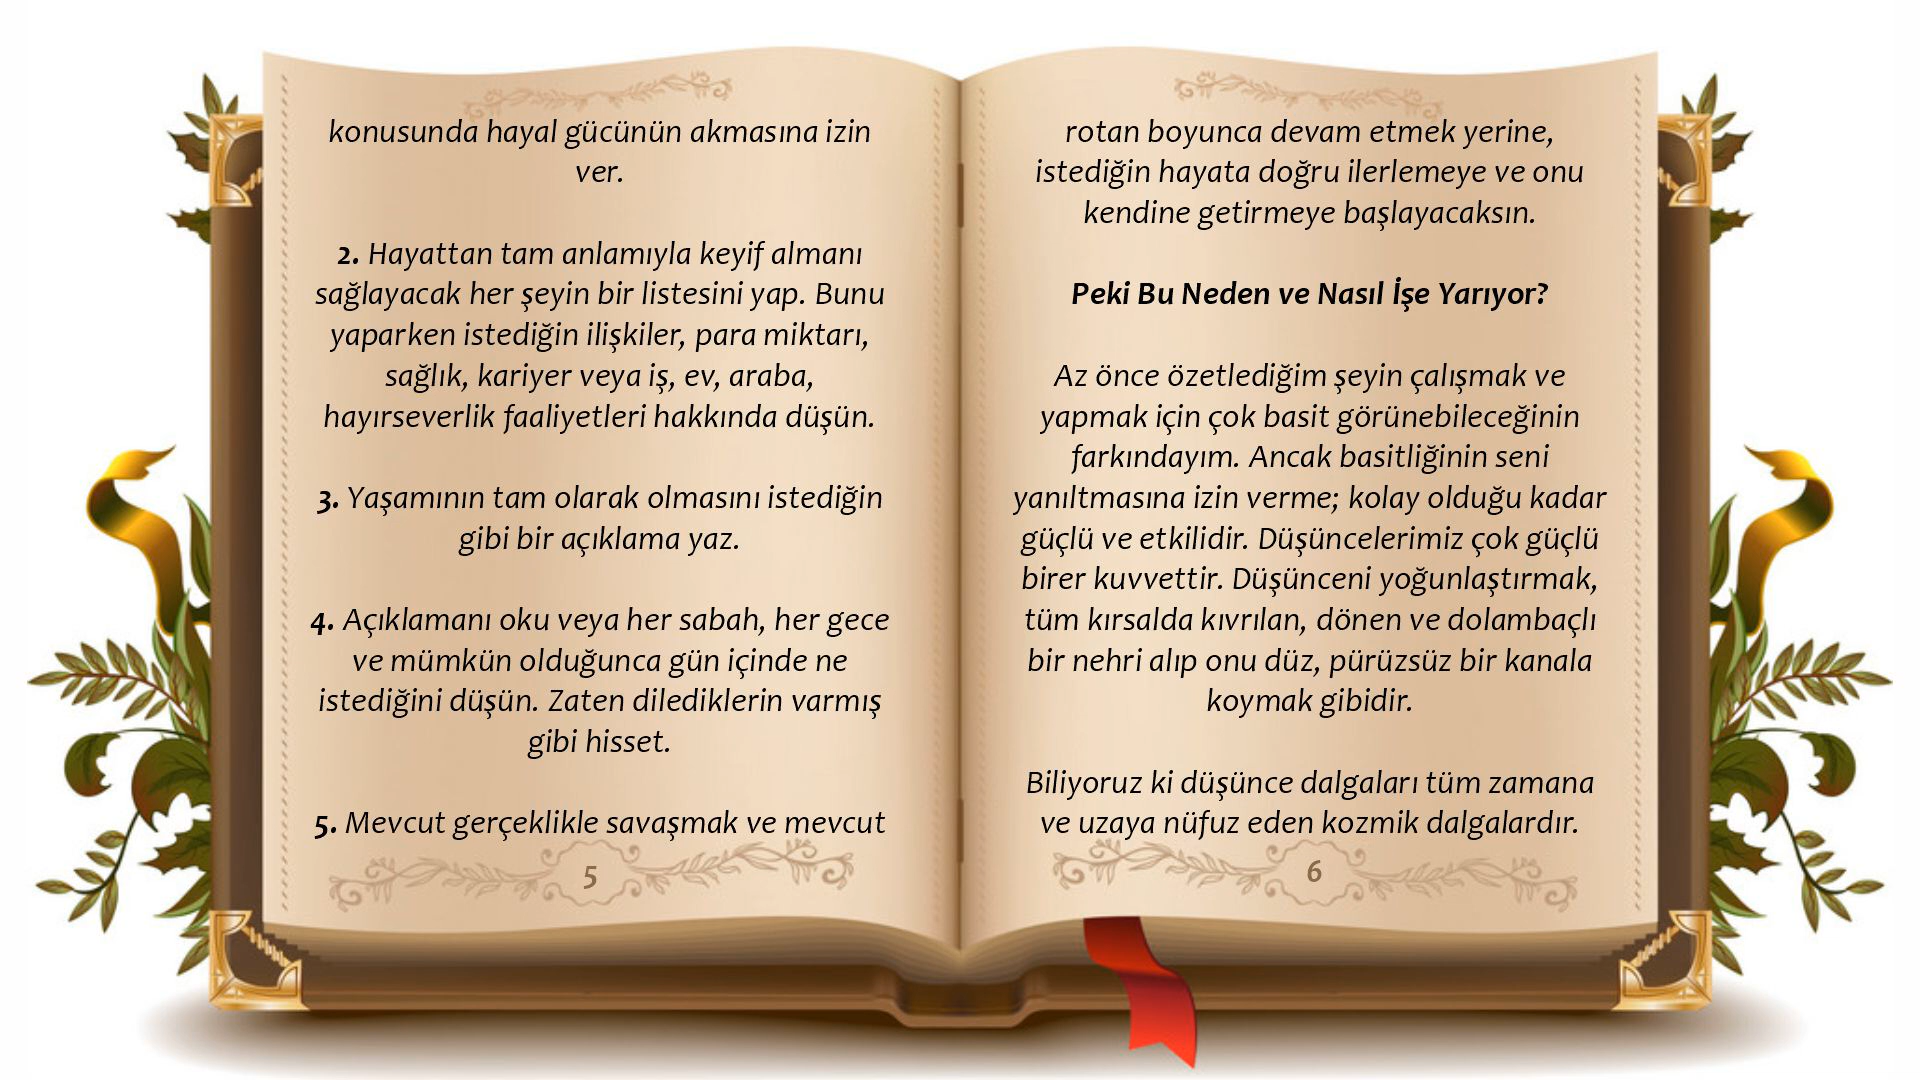 konusunda hayal gücünün akmasına izin
ver.
2. Hayattan tam anlamıyla keyif almanı
sağlayacak her şeyin bir listesini yap. Bunu
yaparken istediğin ilişkiler, para miktarı,
sağlık, kariyer veya iş, ev, araba,
hayırseverlik faaliyetleri hakkında düşün.
3. Yaşamının tam olarak olmasını istediğin
gibi bir açıklama yaz.
4. Açıklamanı oku veya her sabah, her gece
ve mümkün olduğunca gün içinde ne
istediğini düşün. Zaten dilediklerin varmış
gibi hisset.
5. Mevcut gerçeklikle savaşmak ve mevcut
5
rotan boyunca devam etmek yerine,
istediğin hayata doğru ilerlemeye ve onu
kendine getirmeye başlayacaksın.
Peki Bu Neden ve Nasıl İşe Yarıyor?
Az önce özetlediğim şeyin çalışmak ve
yapmak için çok basit görünebileceğinin
farkındayım. Ancak basitliğinin seni
yanıltmasına izin verme; kolay olduğu kadar
güçlü ve etkilidir. Düşüncelerimiz çok güçlü
birer kuvvettir. Düşünceni yoğunlaştırmak,
tüm kırsalda kıvrılan, dönen ve dolambaçlı
bir nehri alıp onu düz, pürüzsüz bir kanala
koymak gibidir.
Biliyoruz ki düşünce dalgaları tüm zamana
ve uzaya nüfuz eden kozmik dalgalardır.
6